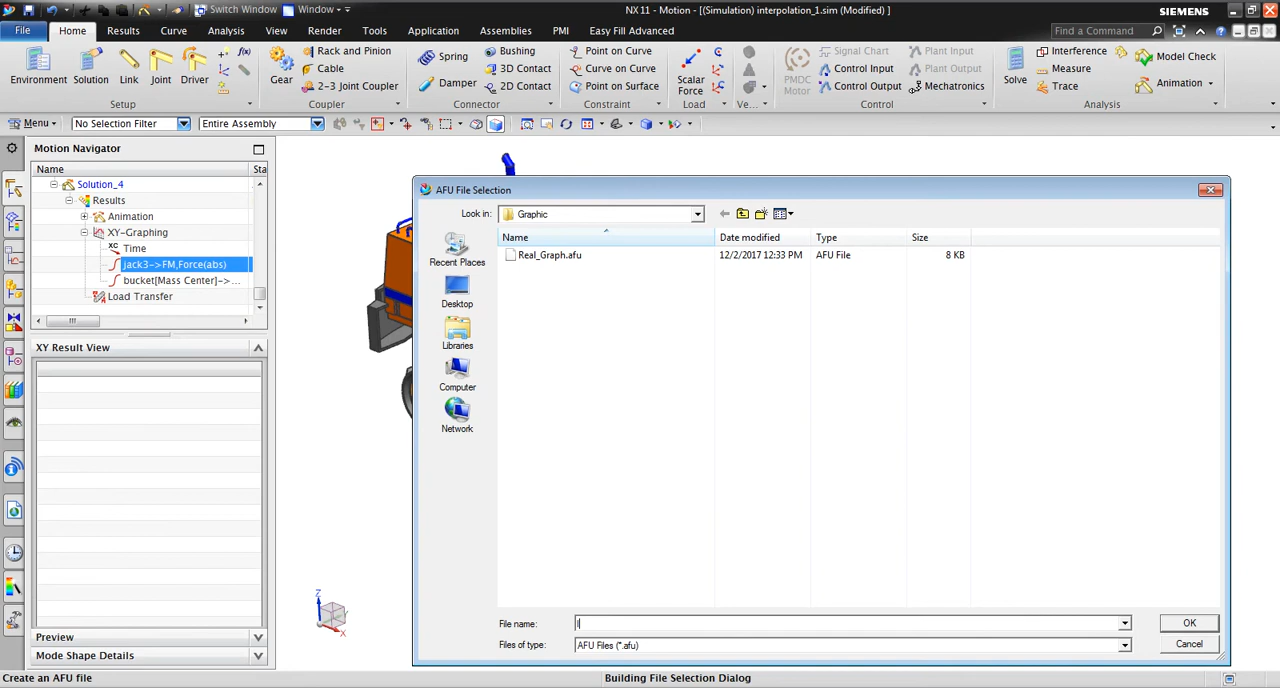 Switch Window Window NX 11 - Motion - [(Simulation) interpolation_1.sim (Modified) ] SIEMENS
File Home Results Curve Analysis View Render Tools Application Assemblies PMI Easy Fill Advanced Find a Command
Environment Solution Link Joint Driver f(x)
Setup
Gear
Rack and Pinion
Cable
2-3 Joint Coupler
Coupler
Spring
Damper
Bushing
3D Contact
2D Contact
Connector
Point on Curve
Curve on Curve
Point on Surface
Constraint
Scalar Force
Load
Ve...
PMDC Motor
Signal Chart
Control Input
Control Output
Plant Input
Plant Output
Mechatronics
Control
Solve
Interference
Measure
Trace
Model Check
Animation
Analysis
Menu No Selection Filter Entire Assembly
Motion Navigator
Name Sta
Solution_4
Results
Animation
XY-Graphing
XC Time
jack3->FM,Force(abs)
bucket[Mass Center]->...
Load Transfer
XY Result View
Preview
Mode Shape Details
Z
Y
X
AFU File Selection
Look in: Graphic
Recent Places
Desktop
Libraries
Computer
Network
Name Date modified Type Size
Real_Graph.afu 12/2/2017 12:33 PM AFU File 8 KB
File name: OK
Files of type: AFU Files (*.afu) Cancel
Create an AFU file Building File Selection Dialog